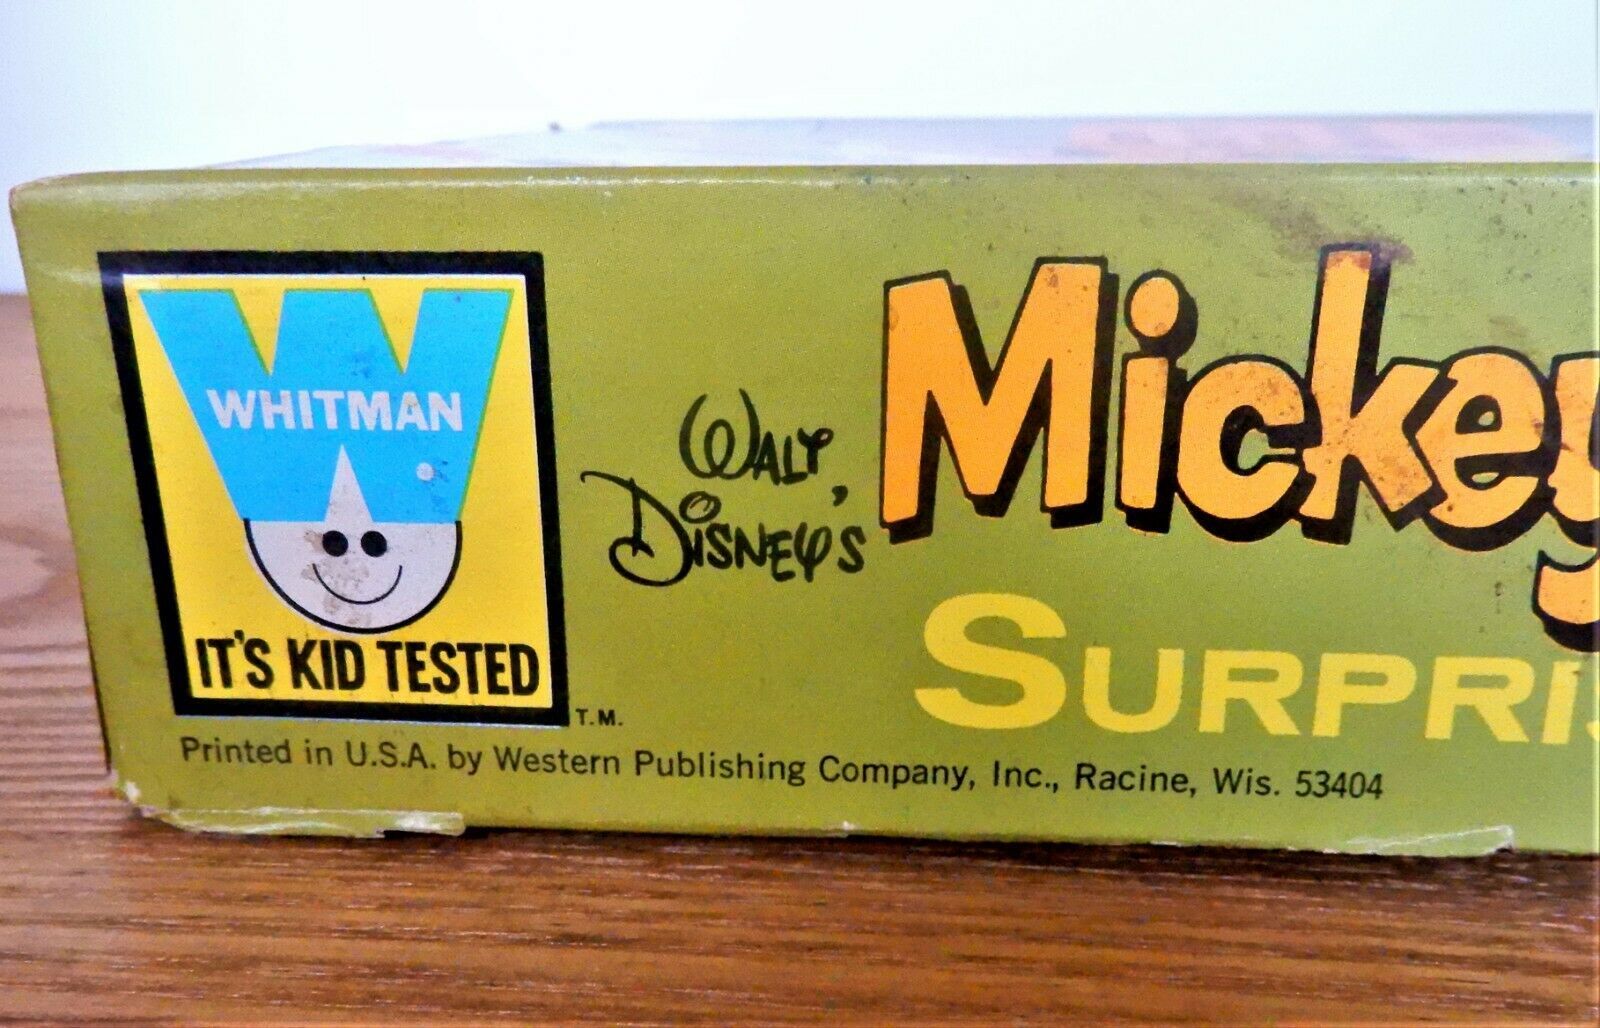 WHITMAN
IT'S KID TESTED
T.M.
WALT
DISNEY'S
Mickey
SURPRIS
Printed in U.S.A. by Western Publishing Company, Inc., Racine, Wis. 53404